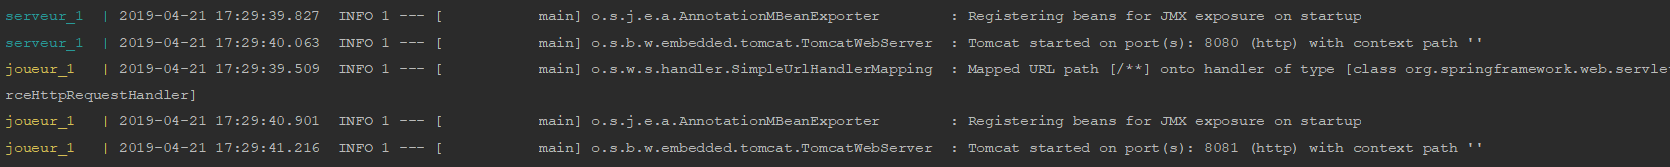 serveur_1  | 2019-04-21 17:29:39.827  INFO 1 --- [           main] o.s.j.e.a.AnnotationMBeanExporter        : Registering beans for JMX exposure on startup
serveur_1  | 2019-04-21 17:29:40.063  INFO 1 --- [           main] o.s.b.w.embedded.tomcat.TomcatWebServer  : Tomcat started on port(s): 8080 (http) with context path ''
joueur_1   | 2019-04-21 17:29:39.509  INFO 1 --- [           main] o.s.w.s.handler.SimpleUrlHandlerMapping  : Mapped URL path [/**] onto handler of type [class org.springframework.web.servlet
rceHttpRequestHandler]
joueur_1   | 2019-04-21 17:29:40.901  INFO 1 --- [           main] o.s.j.e.a.AnnotationMBeanExporter        : Registering beans for JMX exposure on startup
joueur_1   | 2019-04-21 17:29:41.216  INFO 1 --- [           main] o.s.b.w.embedded.tomcat.TomcatWebServer  : Tomcat started on port(s): 8081 (http) with context path ''